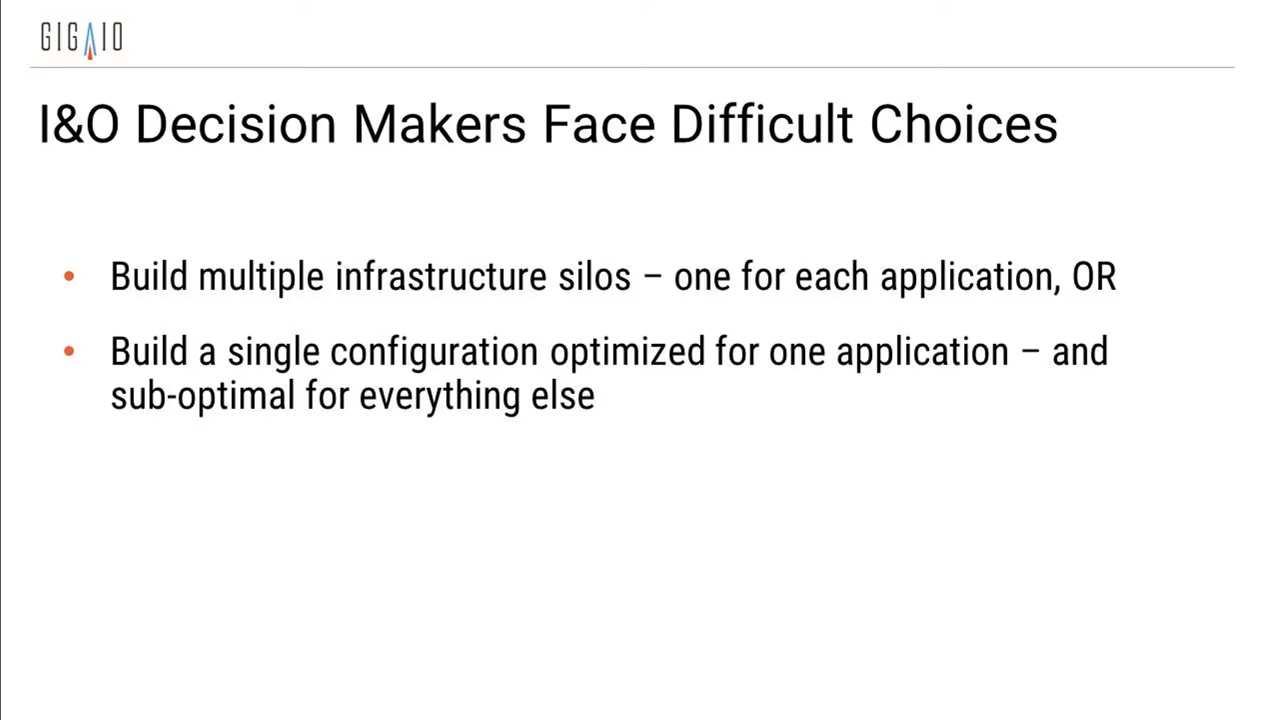 GIGAIO
I&O Decision Makers Face Difficult Choices
• Build multiple infrastructure silos – one for each application, OR
• Build a single configuration optimized for one application – and
sub-optimal for everything else